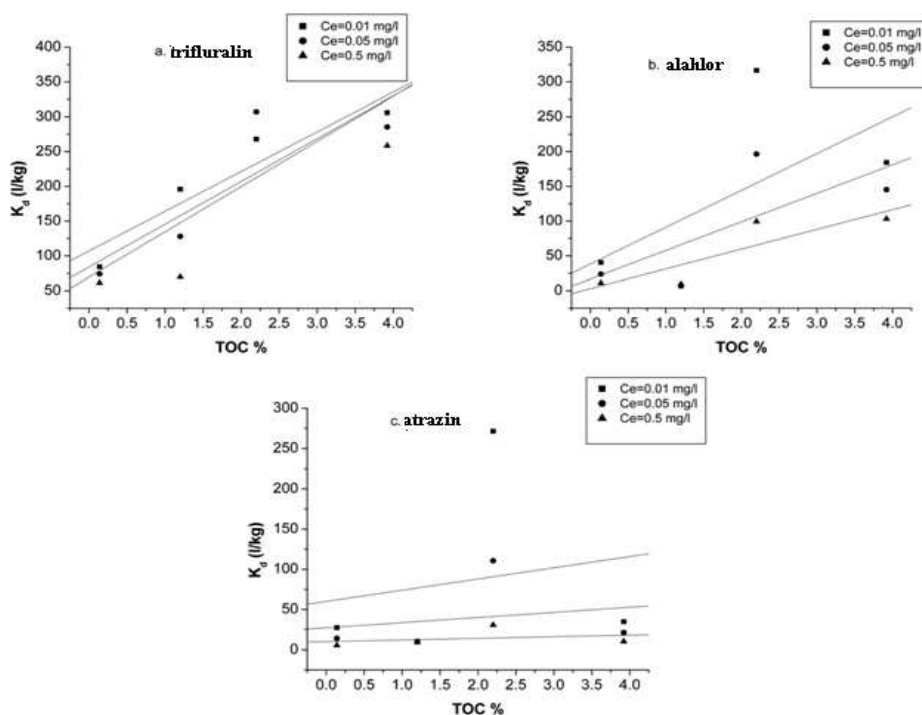 a. trifluralin
Ce=0.01 mg/l
Ce=0.05 mg/l
Ce=0.5 mg/l
400
350
300
250
200
150
100
50
K_d (l/kg)
0.0 0.5 1.0 1.5 2.0 2.5 3.0 3.5 4.0
TOC %
b. alahlor
Ce=0.01 mg/l
Ce=0.05 mg/l
Ce=0.5 mg/l
350
300
250
200
150
100
50
0
K_d (l/kg)
0.0 0.5 1.0 1.5 2.0 2.5 3.0 3.5 4.0
TOC %
c. atrazin
Ce=0.01 mg/l
Ce=0.05 mg/l
Ce=0.5 mg/l
300
250
200
150
100
50
0
K_d (l/kg)
0.0 0.5 1.0 1.5 2.0 2.5 3.0 3.5 4.0
TOC %